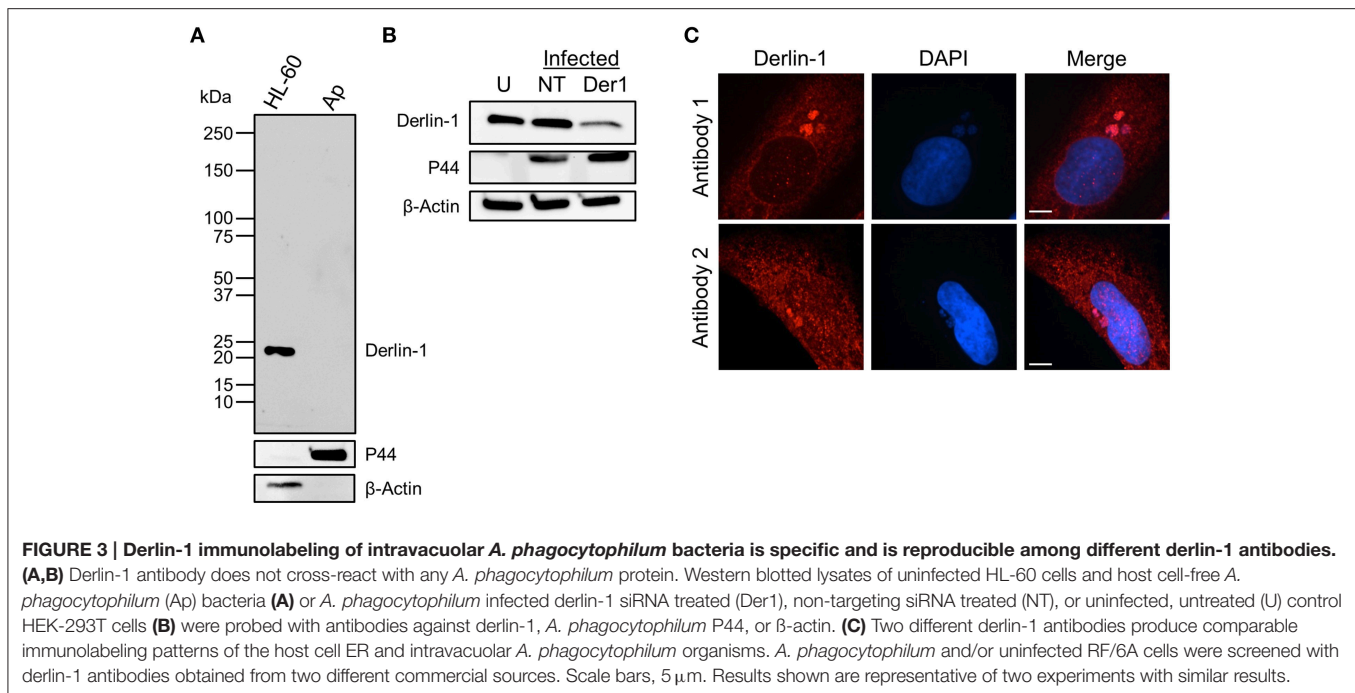 A
HL-60
Ap
kDa
250
150
100
75
50
37
25
20
15
10
Derlin-1
P44
β-Actin
B
Infected
U NT Der1
Derlin-1
P44
β-Actin
C
Derlin-1 DAPI Merge
Antibody 1
Antibody 2
FIGURE 3 | Derlin-1 immunolabeling of intravacuolar A. phagocytophilum bacteria is specific and is reproducible among different derlin-1 antibodies.
(A,B) Derlin-1 antibody does not cross-react with any A. phagocytophilum protein. Western blotted lysates of uninfected HL-60 cells and host cell-free A.
phagocytophilum (Ap) bacteria (A) or A. phagocytophilum infected derlin-1 siRNA treated (Der1), non-targeting siRNA treated (NT), or uninfected, untreated (U) control
HEK-293T cells (B) were probed with antibodies against derlin-1, A. phagocytophilum P44, or ß-actin. (C) Two different derlin-1 antibodies produce comparable
immunolabeling patterns of the host cell ER and intravacuolar A. phagocytophilum organisms. A. phagocytophilum and/or uninfected RF/6A cells were screened with
derlin-1 antibodies obtained from two different commercial sources. Scale bars, 5 µm. Results shown are representative of two experiments with similar results.